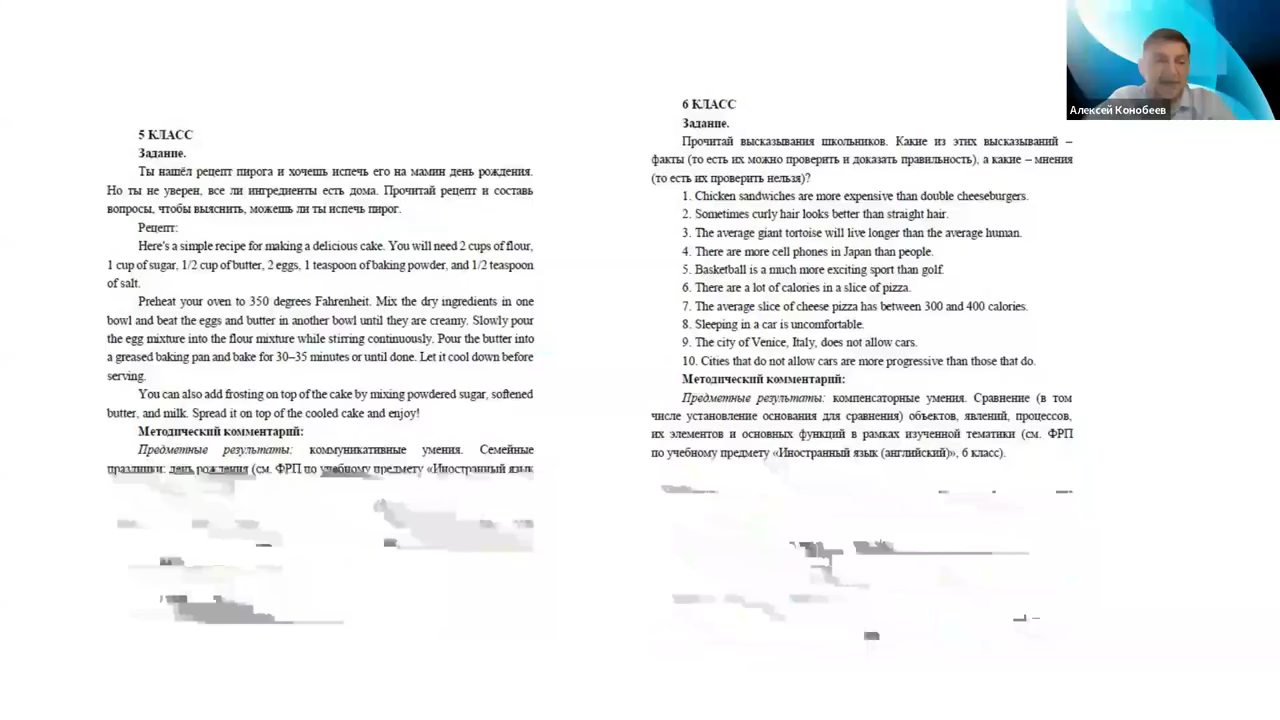 5 КЛАСС
Задание.
Ты нашёл рецепт пирога и хочешь испечь его на мамин день рождения.
Но ты не уверен, все ли ингредиенты есть дома. Прочитай рецепт и составь
вопросы, чтобы выяснить, можешь ли ты испечь пирог.
Рецепт:
Here's a simple recipe for making a delicious cake. You will need 2 cups of flour,
1 cup of sugar, 1/2 cup of butter, 2 eggs, 1 teaspoon of baking powder, and 1/2 teaspoon
of salt.
Preheat your oven to 350 degrees Fahrenheit. Mix the dry ingredients in one
bowl and beat the eggs and butter in another bowl until they are creamy. Slowly pour
the egg mixture into the flour mixture while stirring continuously. Pour the butter into
a greased baking pan and bake for 30–35 minutes or until done. Let it cool down before
serving.
You can also add frosting on top of the cake by mixing powdered sugar, softened
butter, and milk. Spread it on top of the cooled cake and enjoy!
Методический комментарий:
Предметные результаты: коммуникативные умения. Семейные
праздники: день рождения (см. ФРП по учебному предмету «Иностранный язык
6 КЛАСС
Задание.
Прочитай высказывания школьников. Какие из этих высказываний –
факты (то есть их можно проверить и доказать правильность), а какие – мнения
(то есть их проверить нельзя)?
1. Chicken sandwiches are more expensive than double cheeseburgers.
2. Sometimes curly hair looks better than straight hair.
3. The average giant tortoise will live longer than the average human.
4. There are more cell phones in Japan than people.
5. Basketball is a much more exciting sport than golf.
6. There are a lot of calories in a slice of pizza.
7. The average slice of cheese pizza has between 300 and 400 calories.
8. Sleeping in a car is uncomfortable.
9. The city of Venice, Italy, does not allow cars.
10. Cities that do not allow cars are more progressive than those that do.
Методический комментарий:
Предметные результаты: компенсаторные умения. Сравнение (в том
числе установление основания для сравнения) объектов, явлений, процессов,
их элементов и основных функций в рамках изученной тематики (см. ФРП
по учебному предмету «Иностранный язык (английский)», 6 класс).
Алексей Конобеев